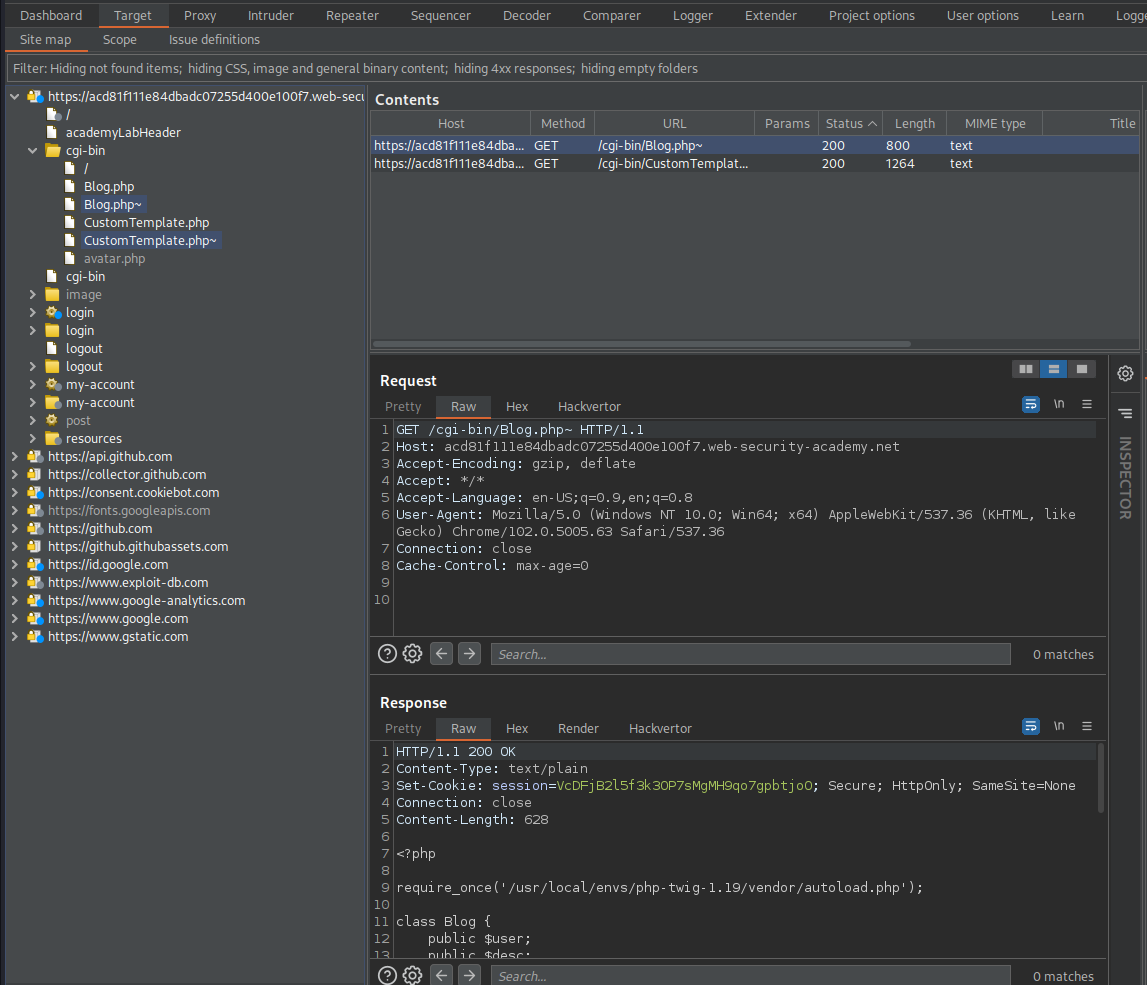 Dashboard Target Proxy Intruder Repeater Sequencer Decoder Comparer Logger Extender Project options User options Learn Logge
Site map Scope Issue definitions
Filter: Hiding not found items; hiding CSS, image and general binary content; hiding 4xx responses; hiding empty folders
https://acd81f111e84dbadc07255d400e100f7.web-secu
/
academyLabHeader
cgi-bin
/
Blog.php
Blog.php~
CustomTemplate.php
CustomTemplate.php~
avatar.php
cgi-bin
image
login
login
logout
logout
my-account
my-account
post
resources
https://api.github.com
https://collector.github.com
https://consent.cookiebot.com
https://fonts.googleapis.com
https://github.com
https://github.githubassets.com
https://id.google.com
https://www.exploit-db.com
https://www.google-analytics.com
https://www.google.com
https://www.gstatic.com
Contents
Host Method URL Params Status Length MIME type Title
https://acd81f111e84dba... GET /cgi-bin/Blog.php~ 200 800 text
https://acd81f111e84dba... GET /cgi-bin/CustomTemplat... 200 1264 text
Request
Pretty Raw Hex Hackvertor \n
1 GET /cgi-bin/Blog.php~ HTTP/1.1
2 Host: acd81f111e84dbadc07255d400e100f7.web-security-academy.net
3 Accept-Encoding: gzip, deflate
4 Accept: */*
5 Accept-Language: en-US;q=0.9,en;q=0.8
6 User-Agent: Mozilla/5.0 (Windows NT 10.0; Win64; x64) AppleWebKit/537.36 (KHTML, like
Gecko) Chrome/102.0.5005.63 Safari/537.36
7 Connection: close
8 Cache-Control: max-age=0
9
10
Search... 0 matches
Response
Pretty Raw Hex Render Hackvertor \n
1 HTTP/1.1 200 OK
2 Content-Type: text/plain
3 Set-Cookie: session=VcDFjB2l5f3k3OP7sMgMH9qo7gpbtjoO; Secure; HttpOnly; SameSite=None
4 Connection: close
5 Content-Length: 628
6
7 <?php
8
9 require_once('/usr/local/envs/php-twig-1.19/vendor/autoload.php');
10
11 class Blog {
12 public $user;
13 public $desc;
Search... 0 matches
INSPECTOR